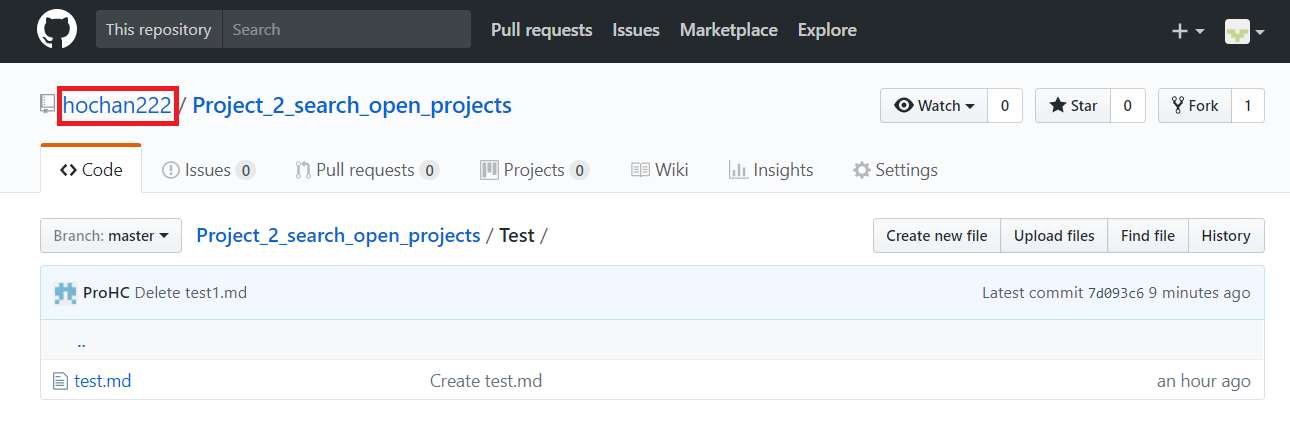 This repository Search Pull requests Issues Marketplace Explore
hochan222 / Project_2_search_open_projects Watch 0 Star 0 Fork 1
Code Issues 0 Pull requests 0 Projects 0 Wiki Insights Settings
Branch: master Project_2_search_open_projects / Test / Create new file Upload files Find file History
ProHC Delete test1.md Latest commit 7d093c6 9 minutes ago
..
test.md Create test.md an hour ago